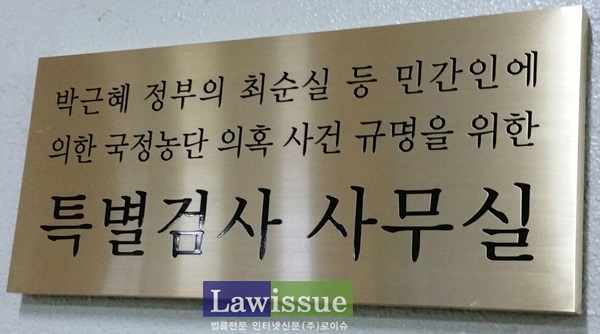 박근혜 정부의 최순실 등 민간인에
의한 국정농단 의혹 사건 규명을 위한
특별검사 사무실
Lawissue
법률전문 인터넷신문(주)로이슈